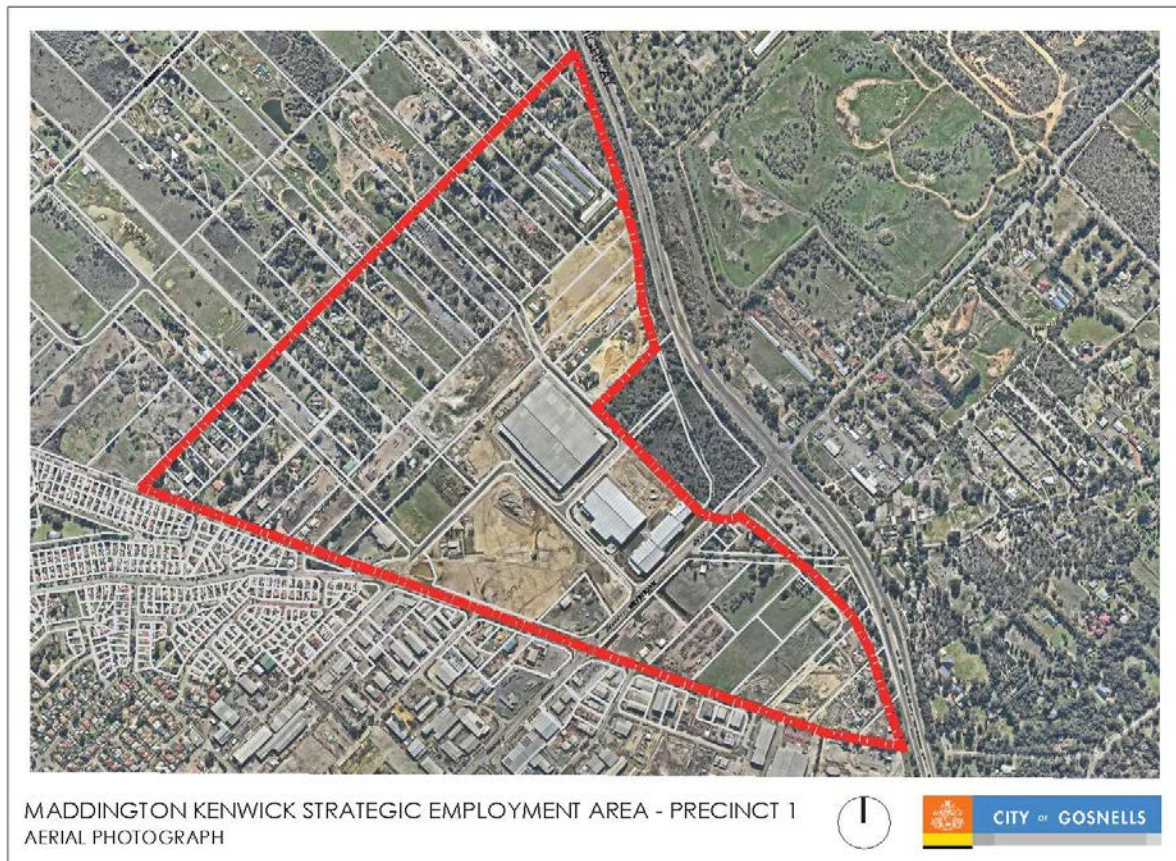 MADDINGTON KENWICK STRATEGIC EMPLOYMENT AREA - PRECINCT 1
AERIAL PHOTOGRAPH
CITY OF GOSNELLS